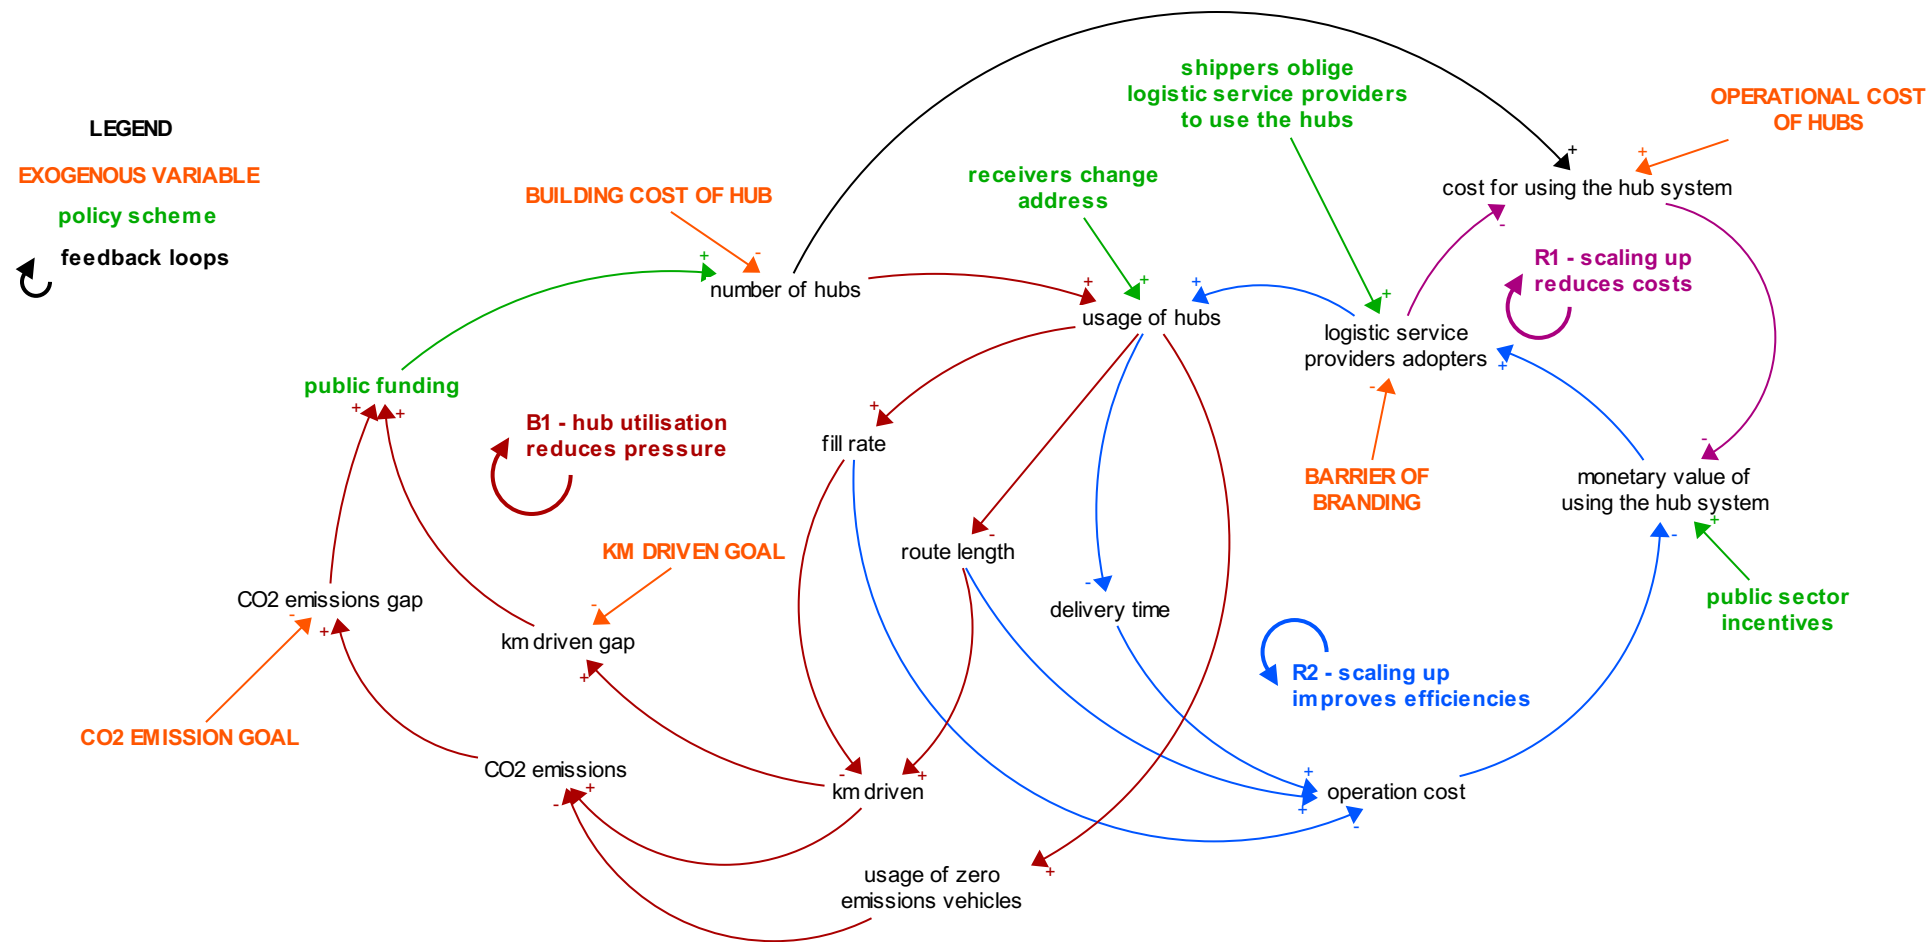 LEGEND
EXOGENOUS VARIABLE
policy scheme
feedback loops
shippers oblige
logistic service providers
to use the hubs
OPERATIONAL COST
OF HUBS
receivers change
address
BUILDING COST OF HUB
cost for using the hub system
number of hubs
usage of hubs
R1 - scaling up
reduces costs
logistic service
providers adopters
public funding
B1 - hub utilisation
reduces pressure
fill rate
BARRIER OF
BRANDING
monetary value of
using the hub system
KM DRIVEN GOAL
route length
CO2 emissions gap
km driven gap
delivery time
public sector
incentives
R2 - scaling up
improves efficiencies
CO2 EMISSION GOAL
CO2 emissions
km driven
operation cost
usage of zero
emissions vehicles